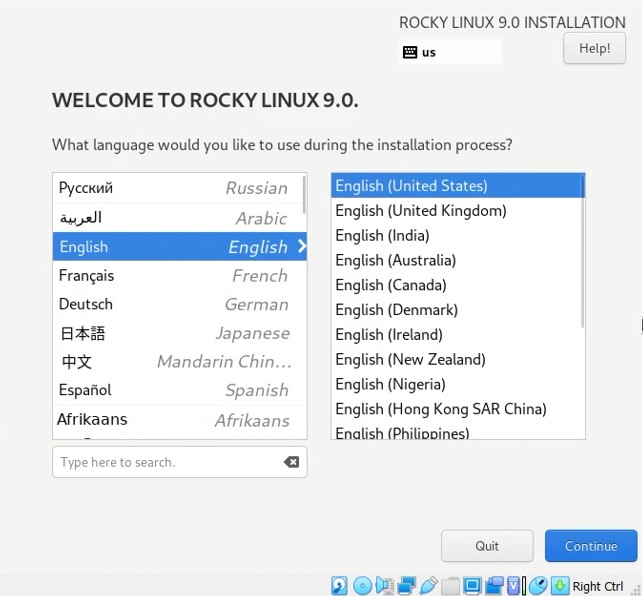 ROCKY LINUX 9.0 INSTALLATION
us
Help!
WELCOME TO ROCKY LINUX 9.0.
What language would you like to use during the installation process?
Русский Russian
العربية Arabic
English English
Français French
Deutsch German
日本語 Japanese
中文 Mandarin Chin...
Español Spanish
Afrikaans Afrikaans
Type here to search.
English (United States)
English (United Kingdom)
English (India)
English (Australia)
English (Canada)
English (Denmark)
English (Ireland)
English (New Zealand)
English (Nigeria)
English (Hong Kong SAR China)
English (Philippines)
Quit
Continue
Right Ctrl